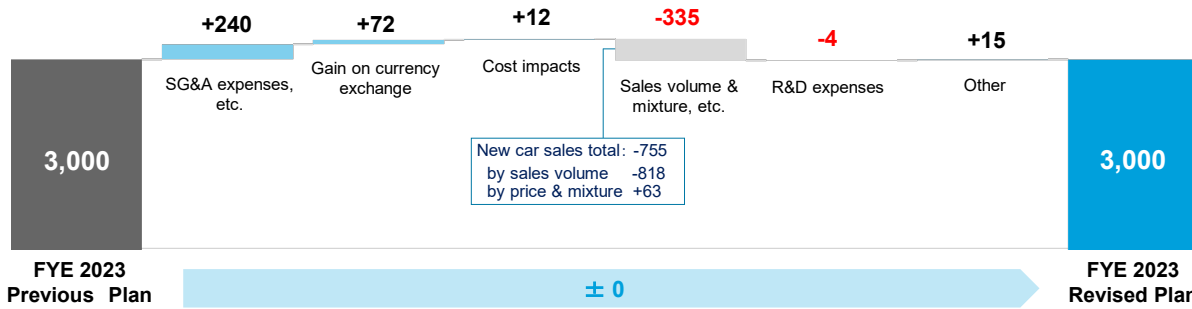 +240
+72
+12
-335
-4
+15
SG&A expenses,
etc.
Gain on currency
exchange
Cost impacts
Sales volume &
mixture, etc.
R&D expenses
Other
New car sales total: -755
by sales volume -818
by price & mixture +63
3,000
3,000
FYE 2023
Previous Plan
± 0
FYE 2023
Revised Plan